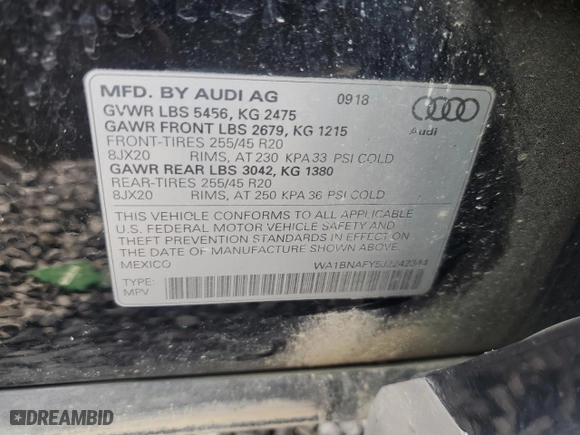 MFD. BY AUDI AG 0918
Audi
GVWR LBS 5456, KG 2475
GAWR FRONT LBS 2679, KG 1215
FRONT-TIRES 255/45 R20
8JX20 RIMS, AT 230 KPA 33 PSI COLD
GAWR REAR LBS 3042, KG 1380
REAR-TIRES 255/45 R20
8JX20 RIMS, AT 250 KPA 36 PSI COLD
THIS VEHICLE CONFORMS TO ALL APPLICABLE
U.S. FEDERAL MOTOR VEHICLE SAFETY AND
THEFT PREVENTION STANDARDS IN EFFECT ON
THE DATE OF MANUFACTURE SHOWN ABOVE.
MEXICO
TYPE:
MPV
DREAMBID